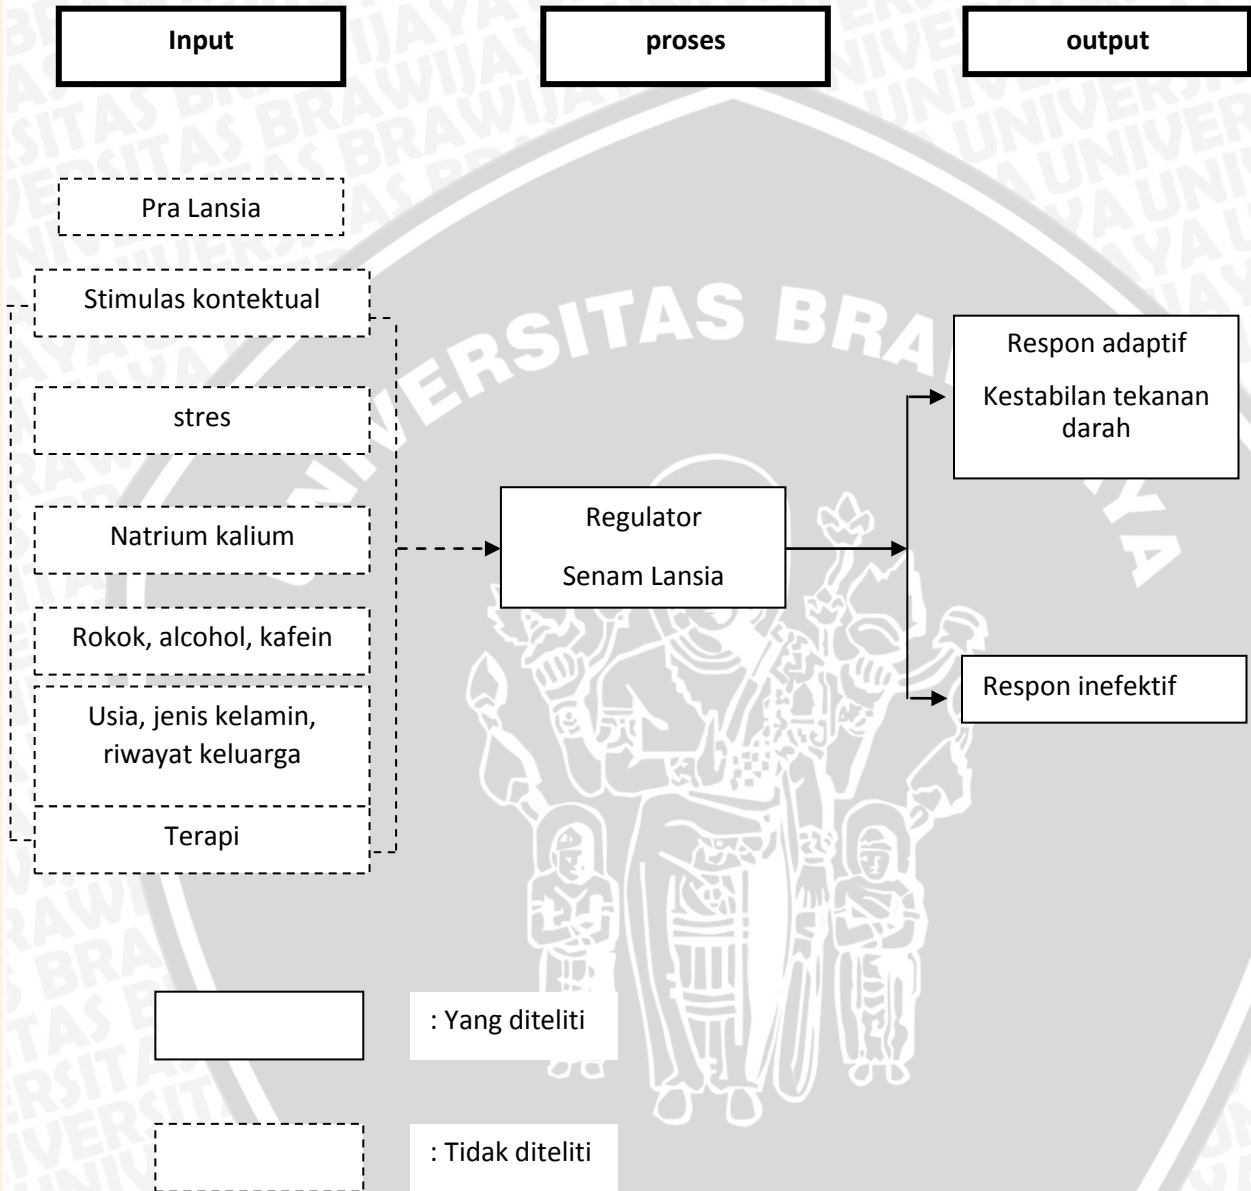 Input
proses
output
Pra Lansia
Stimulas kontektual
stres
Natrium kalium
Rokok, alcohol, kafein
Usia, jenis kelamin,
riwayat keluarga
Terapi
Regulator
Senam Lansia
Respon adaptif
Kestabilan tekanan
darah
Respon inefektif
: Yang diteliti
: Tidak diteliti